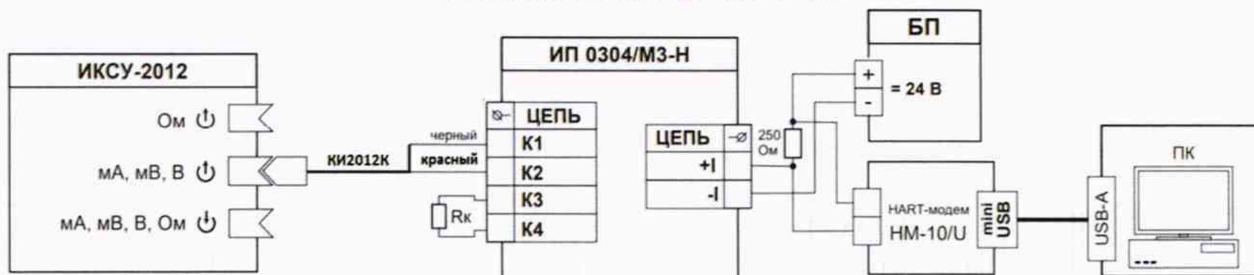 ИКСУ-2012
Ом
мА, мВ, В
мА, мВ, В, Ом
КИ2012К
черный
красный
Rк
ИП 0304/М3-Н
ЦЕПЬ
К1
К2
К3
К4
ЦЕПЬ
+I
-I
250
Ом
БП
+
-
= 24 В
HART-модем
НМ-10/U
mini
USB
USB-A
ПК